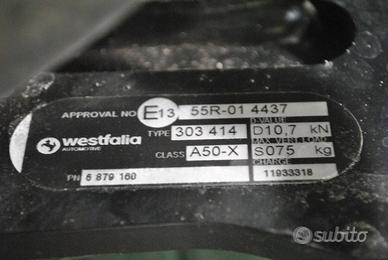 APPROVAL NO E13 55R-01 4437
westfalia
AUTOMOTIVE
TYPE 303 414
D-VALUE
D10,7 kN
MAX. VERT. LOAD
CLASS A50-X
S075 kg
CHARGE
PN 6 879 160
11933318
subito